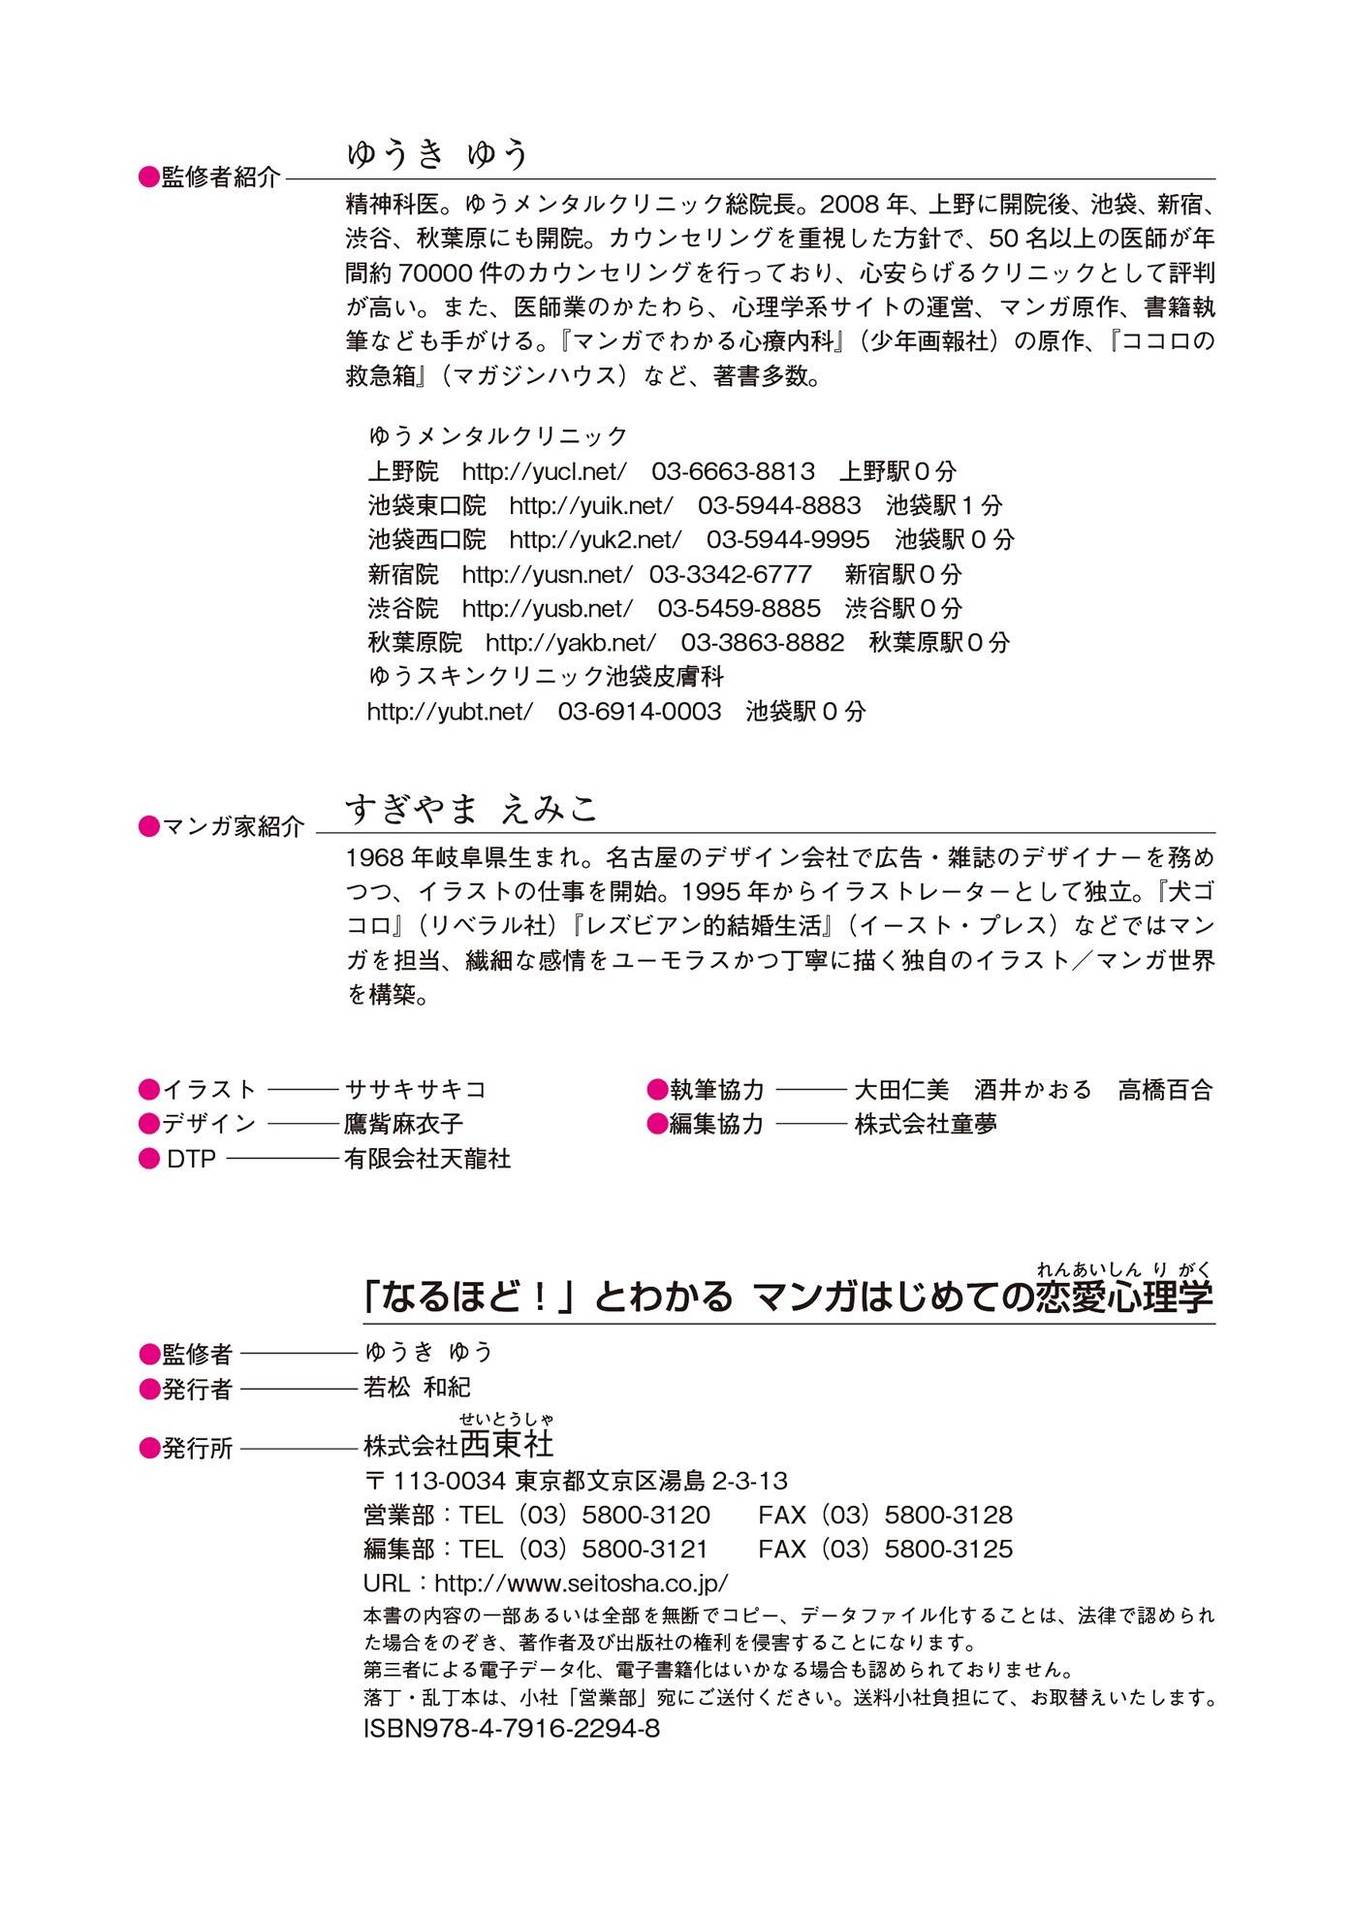 ゆうき ゆう
●監修者紹介
精神科医。ゆうメンタルクリニック総院長。2008 年、上野に開院後、池袋、新宿、
渋谷、秋葉原にも開院。カウンセリングを重視した方針で、50 名以上の医師が年
間約 70000 件のカウンセリングを行っており、心安らげるクリニックとして評判
が高い。また、医師業のかたわら、心理学系サイトの運営、マンガ原作、書籍執
筆なども手がける。『マンガでわかる心療内科』（少年画報社）の原作、『ココロの
救急箱』（マガジンハウス）など、著書多数。
ゆうメンタルクリニック
上野院　http://yucl.net/　03-6663-8813　上野駅０分
池袋東口院　http://yuik.net/　03-5944-8883　池袋駅１分
池袋西口院　http://yuk2.net/　03-5944-9995　池袋駅０分
新宿院　http://yusn.net/　03-3342-6777　新宿駅０分
渋谷院　http://yusb.net/　03-5459-8885　渋谷駅０分
秋葉原院　http://yakb.net/　03-3863-8882　秋葉原駅０分
ゆうスキンクリニック池袋皮膚科
http://yubt.net/　03-6914-0003　池袋駅０分
すぎやま えみこ
●マンガ家紹介
1968 年岐阜県生まれ。名古屋のデザイン会社で広告・雑誌のデザイナーを務め
つつ、イラストの仕事を開始。1995 年からイラストレーターとして独立。『犬ゴ
コロ』（リベラル社）『レズビアン的結婚生活』（イースト・プレス）などではマン
ガを担当、繊細な感情をユーモラスかつ丁寧に描く独自のイラスト／マンガ世界
を構築。
●イラスト ――― ササキサキコ
●デザイン ――― 鷹觜麻衣子
● DTP ――――― 有限会社天龍社
●執筆協力 ――― 大田仁美　酒井かおる　高橋百合
●編集協力 ――― 株式会社童夢
れんあいしん り がく
「なるほど！」とわかる マンガはじめての恋愛心理学
●監修者 ――――― ゆうき ゆう
●発行者 ――――― 若松 和紀
せいとうしゃ
●発行所 ――――― 株式会社西東社
〒 113-0034 東京都文京区湯島 2-3-13
営業部：TEL（03）5800-3120　　FAX（03）5800-3128
編集部：TEL（03）5800-3121　　FAX（03）5800-3125
URL：http://www.seitosha.co.jp/
本書の内容の一部あるいは全部を無断でコピー、データファイル化することは、法律で認められ
た場合をのぞき、著作者及び出版社の権利を侵害することになります。
第三者による電子データ化、電子書籍化はいかなる場合も認められておりません。
落丁・乱丁本は、小社「営業部」宛にご送付ください。送料小社負担にて、お取替えいたします。
ISBN978-4-7916-2294-8